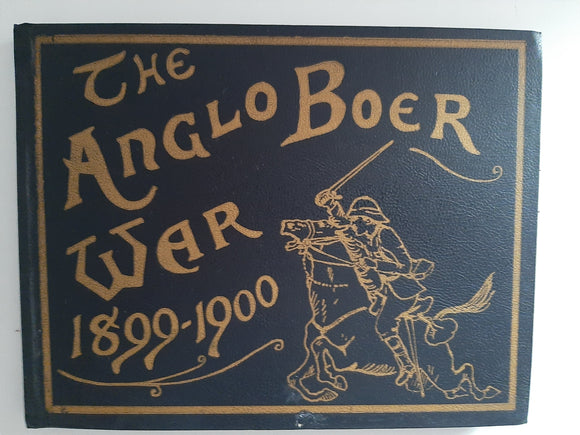 THE
ANGLO BOER
WAR
1899-1900